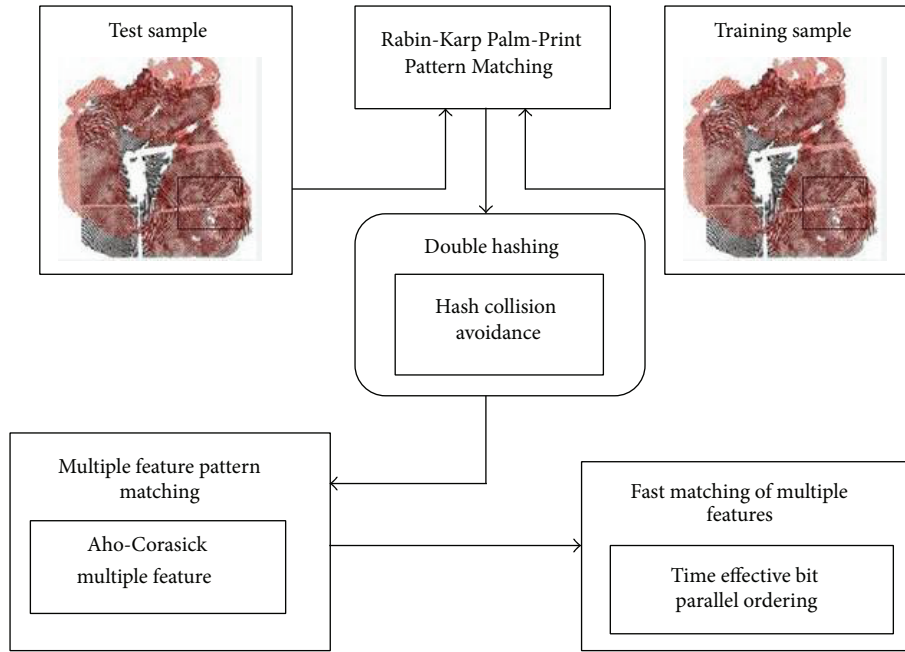 Test sample
Rabin-Karp Palm-Print
Pattern Matching
Training sample
Double hashing
Hash collision
avoidance
Multiple feature pattern
matching
Aho-Corasick
multiple feature
Fast matching of multiple
features
Time effective bit
parallel ordering